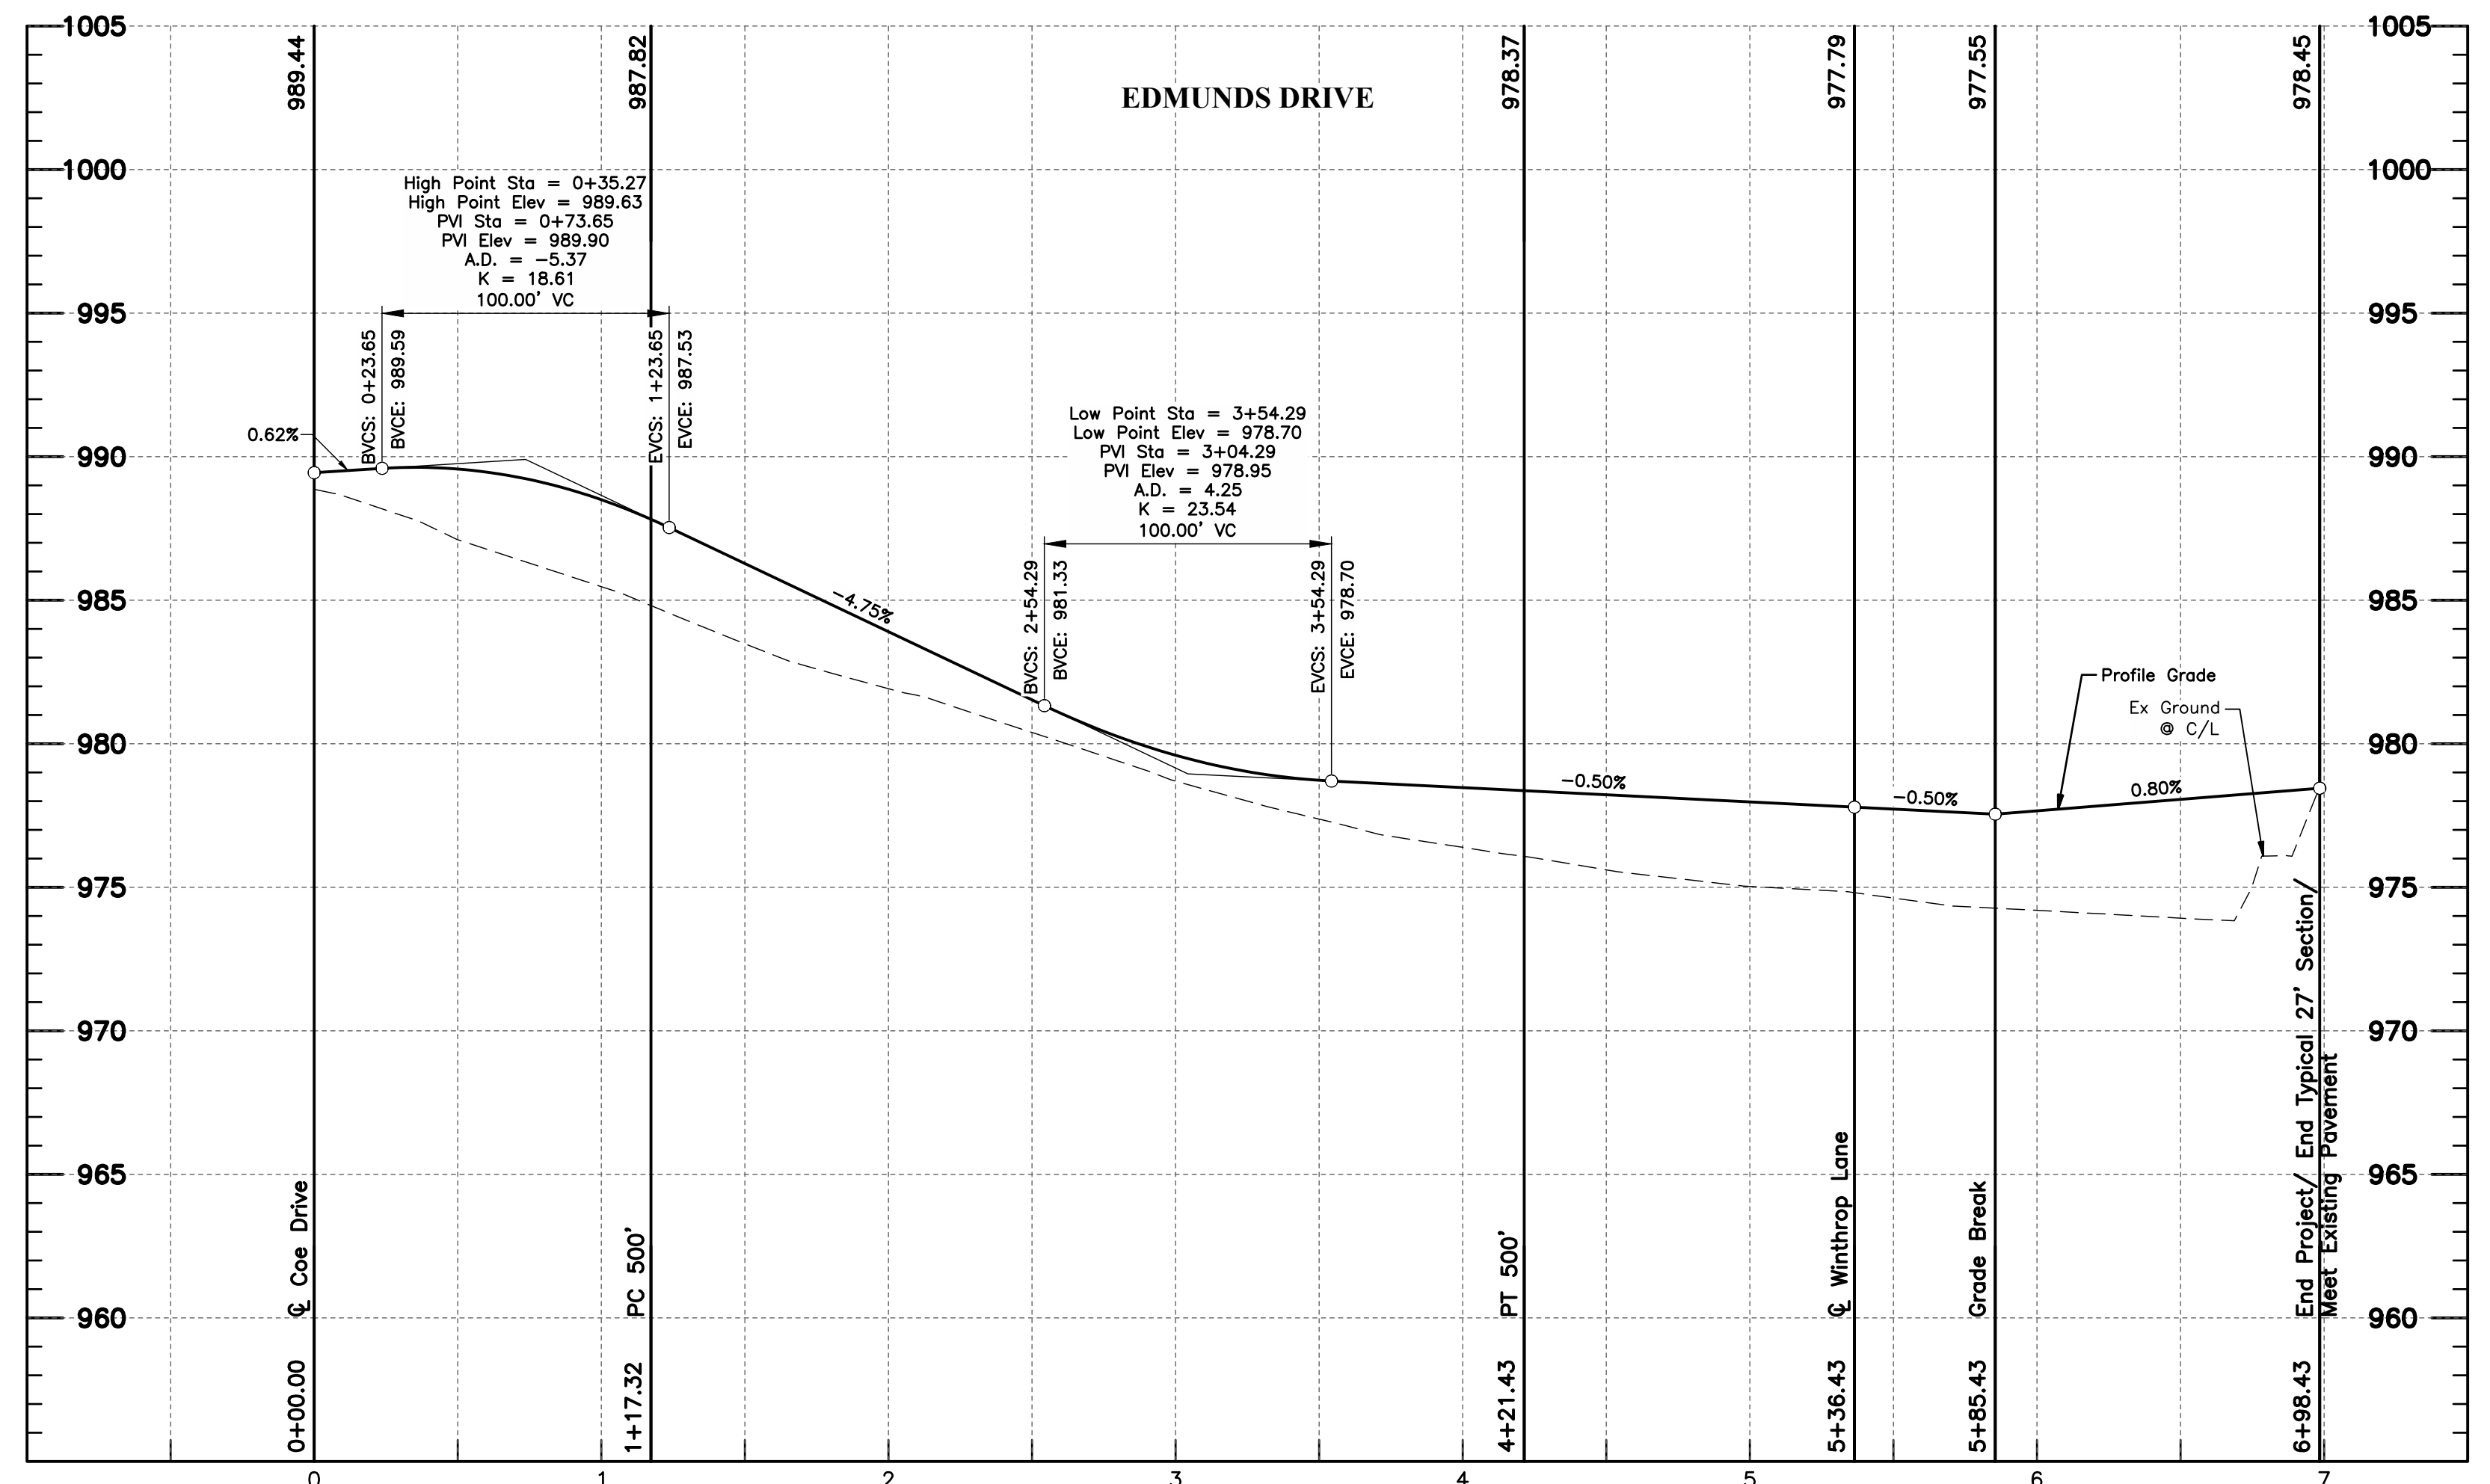 EDMUNDS DRIVE
1005
1000
995
990
985
980
975
970
965
960
1005
1000
995
990
985
980
975
970
965
960
989.44
987.82
978.37
977.79
977.55
978.45
High Point Sta = 0+35.27
High Point Elev = 989.63
PVI Sta = 0+73.65
PVI Elev = 989.90
A.D. = -5.37
K = 18.61
100.00' VC
BVCS: 0+23.65
BVCE: 989.59
EVCS: 1+23.65
EVCE: 987.53
0.62%
-4.75%
Low Point Sta = 3+54.29
Low Point Elev = 978.70
PVI Sta = 3+04.29
PVI Elev = 978.95
A.D. = 4.25
K = 23.54
100.00' VC
BVCS: 2+54.29
BVCE: 981.33
EVCS: 3+54.29
EVCE: 978.70
-0.50%
-0.50%
0.80%
Profile Grade
Ex Ground
@ C/L
℄ Coe Drive
PC 500'
PT 500'
℄ Winthrop Lane
Grade Break
End Project/ End Typical 27' Section/
Meet Existing Pavement
0+00.00
1+17.32
4+21.43
5+36.43
5+85.43
6+98.43
0
1
2
3
4
5
6
7